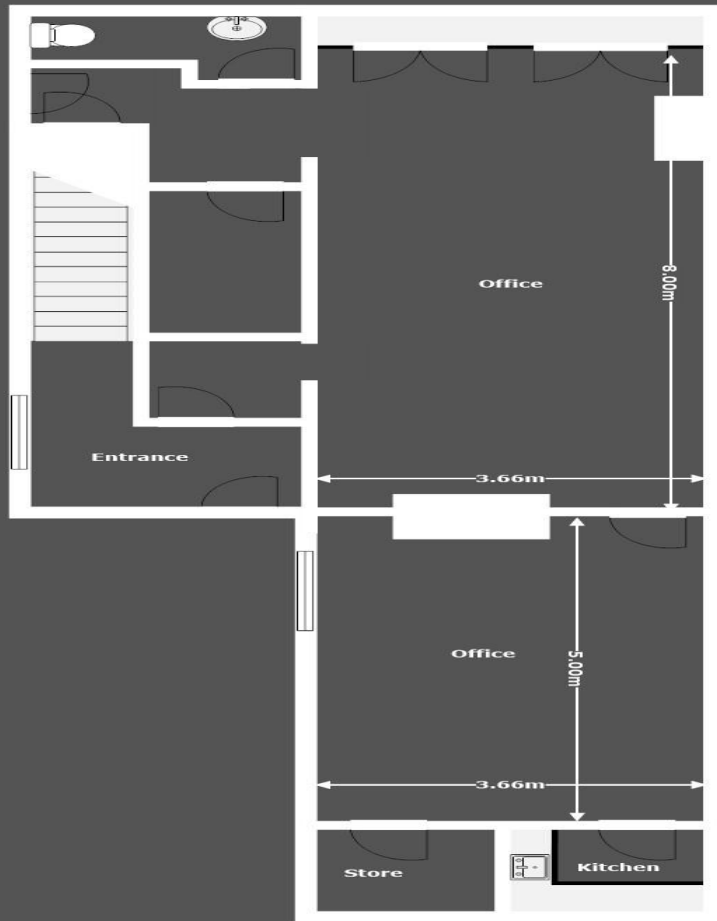 Office
8.00m
Entrance
3.66m
Office
5.00m
3.66m
Store
Kitchen